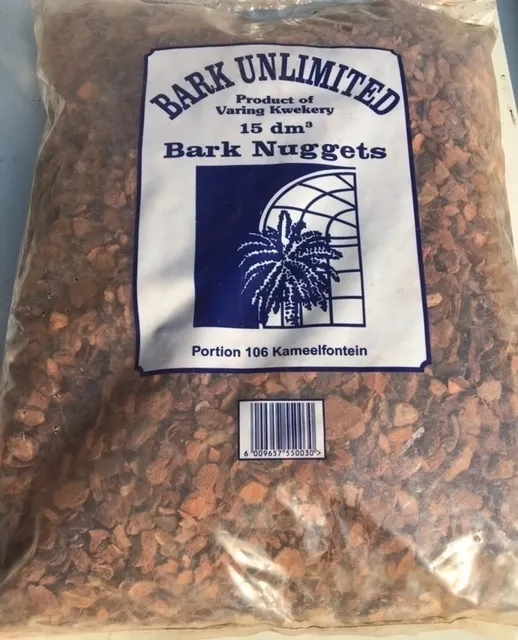 BARK UNLIMITED
Product of
Varing Kwekery
15 dm³
Bark Nuggets
Portion 106 Kameelfontein
6 009657 550030>